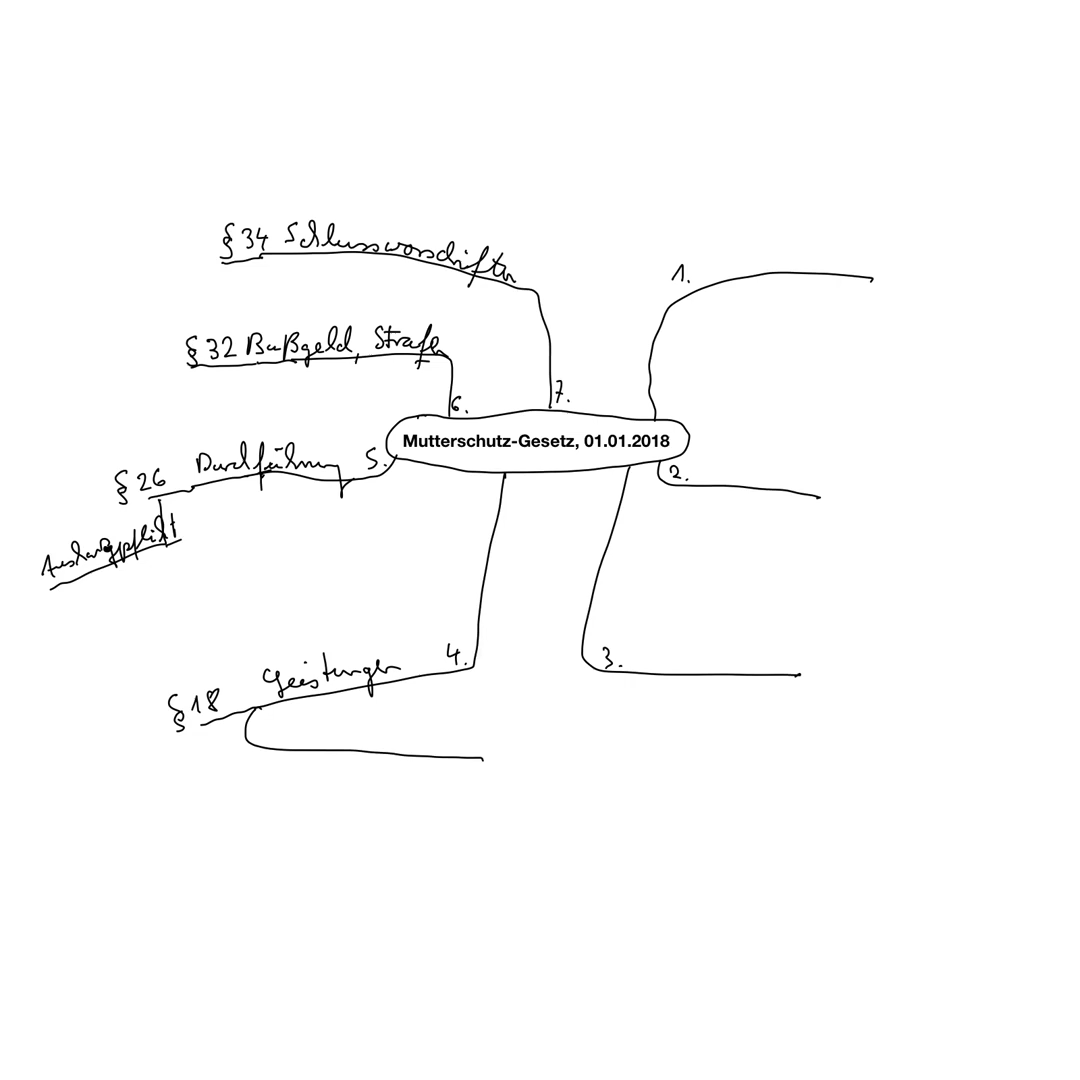 § 34 Schlussvorschriften
1.
§ 32 Bußgeld, Strafen
6.
7.
Mutterschutz-Gesetz, 01.01.2018
§ 26 Durchführung 5.
2.
Aushangpflicht
4.
3.
§ 18 Leistungen